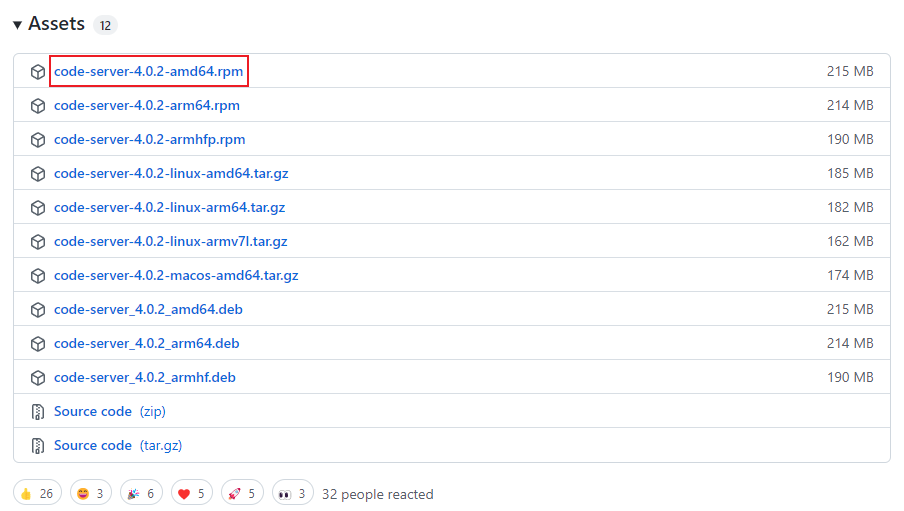 Assets 12
code-server-4.0.2-amd64.rpm 215 MB
code-server-4.0.2-arm64.rpm 214 MB
code-server-4.0.2-armhfp.rpm 190 MB
code-server-4.0.2-linux-amd64.tar.gz 185 MB
code-server-4.0.2-linux-arm64.tar.gz 182 MB
code-server-4.0.2-linux-armv7l.tar.gz 162 MB
code-server-4.0.2-macos-amd64.tar.gz 174 MB
code-server_4.0.2_amd64.deb 215 MB
code-server_4.0.2_arm64.deb 214 MB
code-server_4.0.2_armhf.deb 190 MB
Source code (zip)
Source code (tar.gz)
26 3 6 5 5 3 32 people reacted